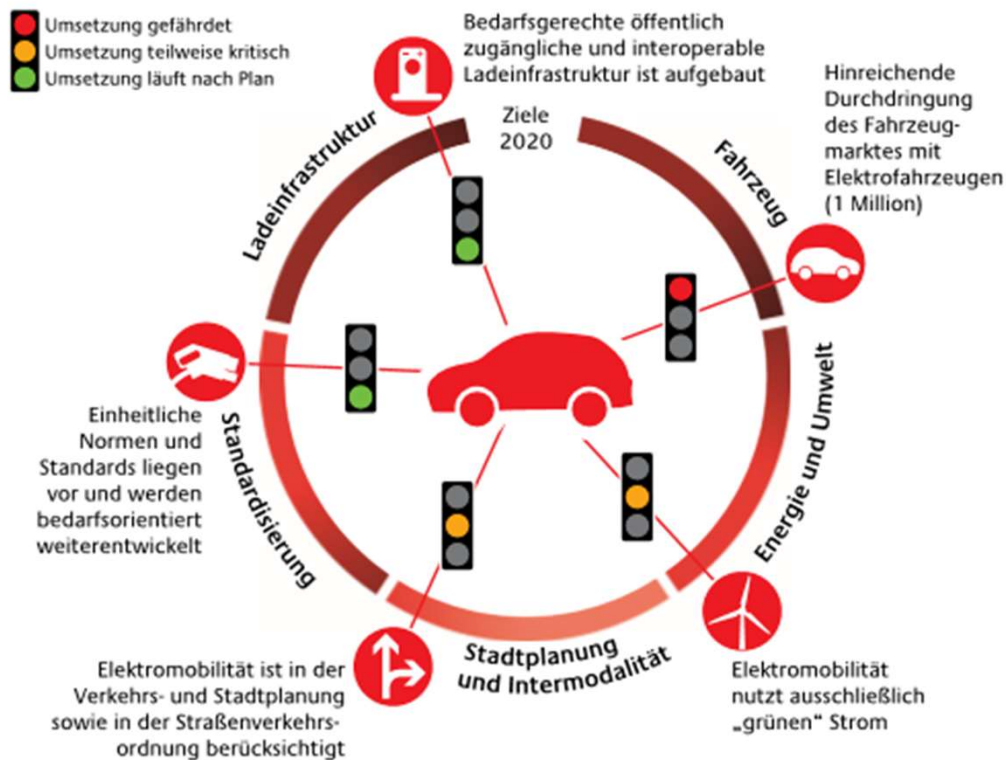 Umsetzung gefährdet
Umsetzung teilweise kritisch
Umsetzung läuft nach Plan
Bedarfsgerechte öffentlich
zugängliche und interoperable
Ladeinfrastruktur ist aufgebaut
Ziele
2020
Hinreichende
Durchdringung
des Fahrzeug-
marktes mit
Elektrofahrzeugen
(1 Million)
Ladeinfrastruktur
Fahrzeug
Einheitliche
Normen und
Standards liegen
vor und werden
bedarfsorientiert
weiterentwickelt
Standardisierung
Energie und Umwelt
Stadtplanung
und Intermodalität
Elektromobilität ist in der
Verkehrs- und Stadtplanung
sowie in der Straßenverkehrs-
ordnung berücksichtigt
Elektromobilität
nutzt ausschließlich
„grünen“ Strom